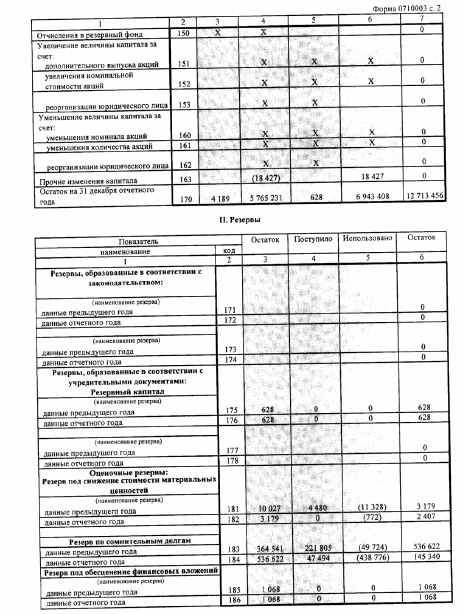 Форма 0710003 с. 2
1 2 3 4 5 6 7
Отчисления в резервный фонд 150 X X 0
Увеличение величины капитала за
счет:
дополнительного выпуска акций 151 X X X 0
увеличения номинальной
стоимости акций 152 X X X 0
реорганизации юридического лица 153 X X 0
Уменьшение величины капитала за
счет:
уменьшения номинала акций 160 X X X 0
уменьшения количества акций 161 X X X 0
реорганизации юридического лица 162 X X 0
Прочие изменения капитала 163 (18 427) 18 427 0
Остаток на 31 декабря отчетного
года 170 4 189 5 765 231 628 6 943 408 12 713 456
II. Резервы
Показатель Остаток Поступило Использовано Остаток
наименование код
1 2 3 4 5 6
Резервы, образованные в соответствии с
законодательством:
(наименование резерва)
данные предыдущего года 171 0
данные отчетного года 172 0
(наименование резерва)
данные предыдущего года 173 0
данные отчетного года 174 0
Резервы, образованные в соответствии с
учредительными документами:
Резервный капитал
(наименование резерва)
данные предыдущего года 175 628 0 0 628
данные отчетного года 176 628 0 0 628
(наименование резерва)
данные предыдущего года 177 0
данные отчетного года 178 0
Оценочные резервы:
Резерв под снижение стоимости материальных
ценностей
(наименование резерва)
данные предыдущего года 181 10 027 4 480 (11 328) 3 179
данные отчетного года 182 3 179 0 (772) 2 407
Резерв по сомнительным долгам
данные предыдущего года 183 364 541 221 805 (49 724) 536 622
данные отчетного года 184 536 622 47 494 (438 776) 145 340
Резерв под обесценение финансовых вложений
(наименование резерва)
данные предыдущего года 185 1 068 0 0 1 068
данные отчетного года 186 1 068 0 0 1 068